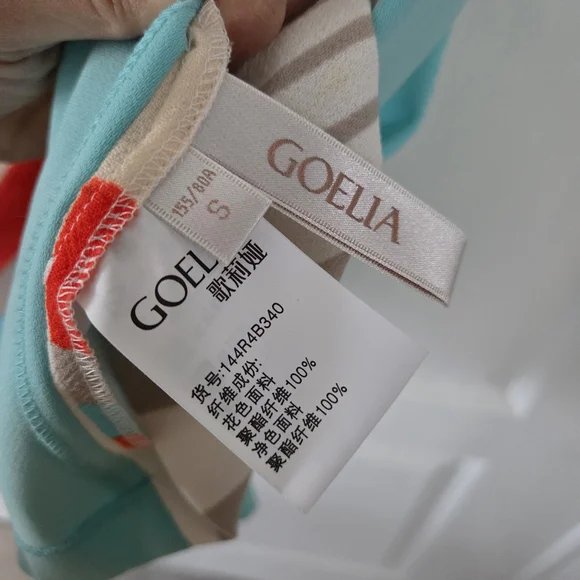 GOELIA
155/80A
S
GOEL
歌莉娅
货号:144R4B340
纤维成份:
花色面料
聚酯纤维100%
净色面料
聚酯纤维100%